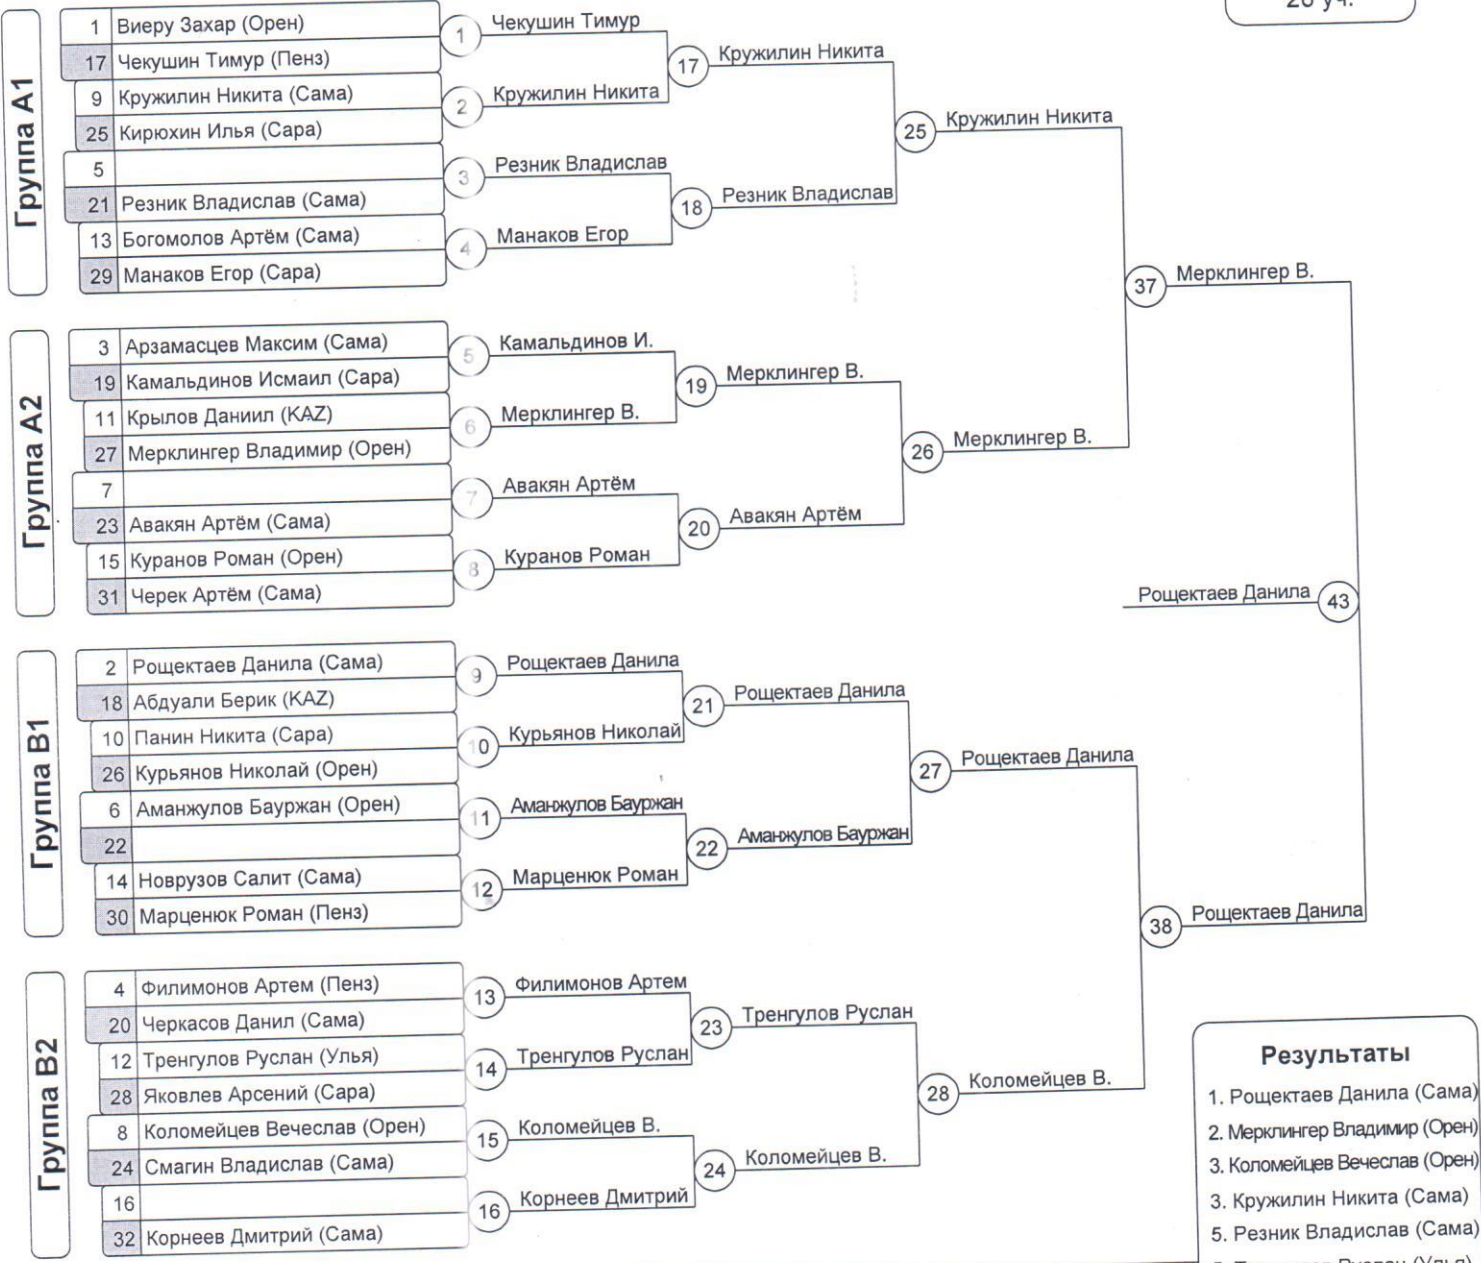 28 уч.
Группа А1
1 Виеру Захар (Орен)
17 Чекушин Тимур (Пенз)
9 Кружилин Никита (Сама)
25 Кирюхин Илья (Сара)
5
21 Резник Владислав (Сама)
13 Богомолов Артём (Сама)
29 Манаков Егор (Сара)
1 Чекушин Тимур
2 Кружилин Никита
3 Резник Владислав
4 Манаков Егор
17 Кружилин Никита
18 Резник Владислав
25 Кружилин Никита
Группа А2
3 Арзамасцев Максим (Сама)
19 Камальдинов Исмаил (Сара)
11 Крылов Даниил (KAZ)
27 Мерклингер Владимир (Орен)
7
23 Авакян Артём (Сама)
15 Куранов Роман (Орен)
31 Черек Артём (Сама)
5 Камальдинов И.
6 Мерклингер В.
7 Авакян Артём
8 Куранов Роман
19 Мерклингер В.
20 Авакян Артём
26 Мерклингер В.
37 Мерклингер В.
Рощектаев Данила 43
Группа В1
2 Рощектаев Данила (Сама)
18 Абдуали Берик (KAZ)
10 Панин Никита (Сара)
26 Курьянов Николай (Орен)
6 Аманжулов Бауржан (Орен)
22
14 Новрузов Салит (Сама)
30 Марценюк Роман (Пенз)
9 Рощектаев Данила
10 Курьянов Николай
11 Аманжулов Бауржан
12 Марценюк Роман
21 Рощектаев Данила
22 Аманжулов Бауржан
27 Рощектаев Данила
38 Рощектаев Данила
Группа В2
4 Филимонов Артем (Пенз)
20 Черкасов Данил (Сама)
12 Тренгулов Руслан (Улья)
28 Яковлев Арсений (Сара)
8 Коломейцев Вечеслав (Орен)
24 Смагин Владислав (Сама)
16
32 Корнеев Дмитрий (Сама)
13 Филимонов Артем
14 Тренгулов Руслан
15 Коломейцев В.
16 Корнеев Дмитрий
23 Тренгулов Руслан
24 Коломейцев В.
28 Коломейцев В.
Результаты
1. Рощектаев Данила (Сама)
2. Мерклингер Владимир (Орен)
3. Коломейцев Вечеслав (Орен)
3. Кружилин Никита (Сама)
5. Резник Владислав (Сама)
5. Тренгулов Руслан (Улья)